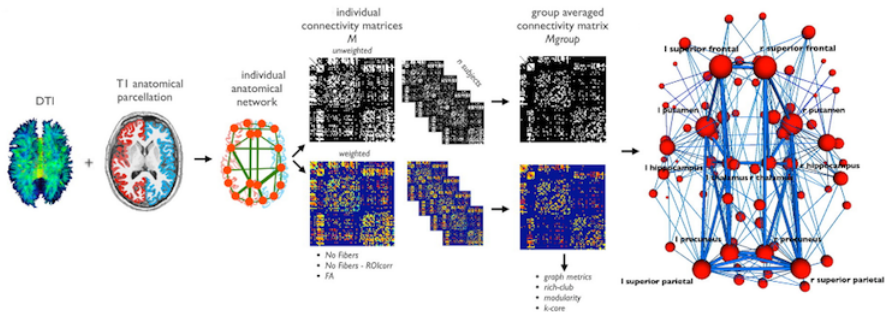 DTI
+
T1 anatomical
parcellation
individual
anatomical
network
individual
connectivity matrices
M
unweighted
weighted
• No Fibers
• No Fibers - ROIcorr
• FA
n subjects
group averaged
connectivity matrix
Mgroup
• graph metrics
• rich-club
• modularity
• k-core
l superior frontal
r superior frontal
l putamen
r putamen
l hippocampus
r hippocampus
l thalamus
r thalamus
l precuneus
r precuneus
l superior parietal
r superior parietal